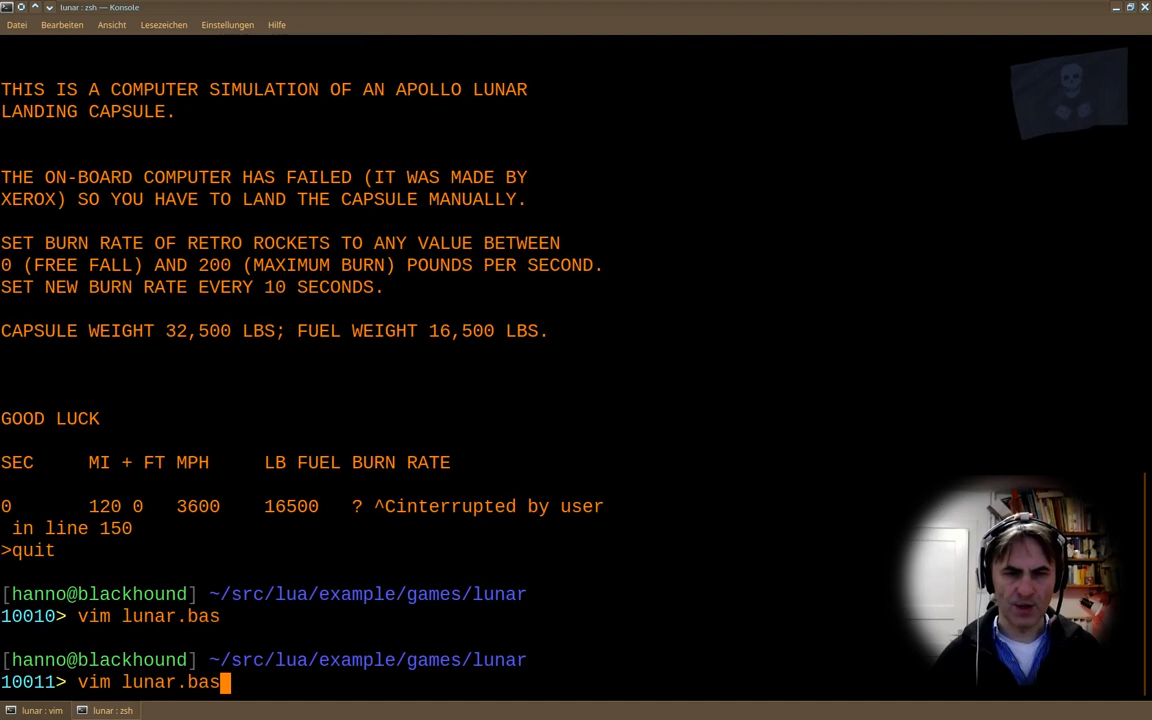 lunar : zsh — Konsole
Datei Bearbeiten Ansicht Lesezeichen Einstellungen Hilfe
THIS IS A COMPUTER SIMULATION OF AN APOLLO LUNAR
LANDING CAPSULE.
THE ON-BOARD COMPUTER HAS FAILED (IT WAS MADE BY
XEROX) SO YOU HAVE TO LAND THE CAPSULE MANUALLY.
SET BURN RATE OF RETRO ROCKETS TO ANY VALUE BETWEEN
0 (FREE FALL) AND 200 (MAXIMUM BURN) POUNDS PER SECOND.
SET NEW BURN RATE EVERY 10 SECONDS.
CAPSULE WEIGHT 32,500 LBS; FUEL WEIGHT 16,500 LBS.
GOOD LUCK
SEC MI + FT MPH LB FUEL BURN RATE
0 120 0 3600 16500 ? ^Cinterrupted by user
in line 150
>quit
[hanno@blackhound] ~/src/lua/example/games/lunar
10010> vim lunar.bas
[hanno@blackhound] ~/src/lua/example/games/lunar
10011> vim lunar.bas
lunar : vim lunar : zsh